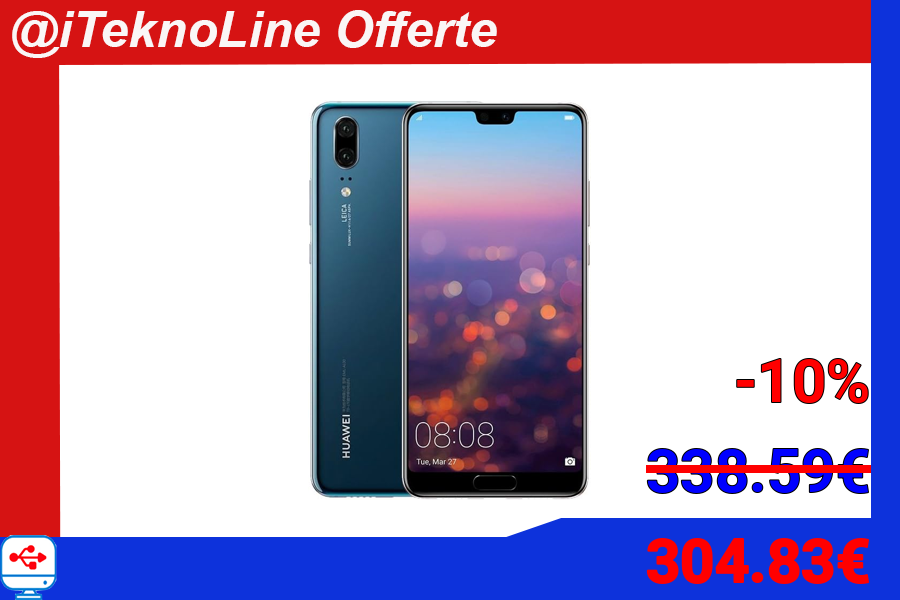 @iTeknoLine Offerte
LEICA
HUAWEI
08:08
Tue, Mar 27
-10%
338.59€
304.83€